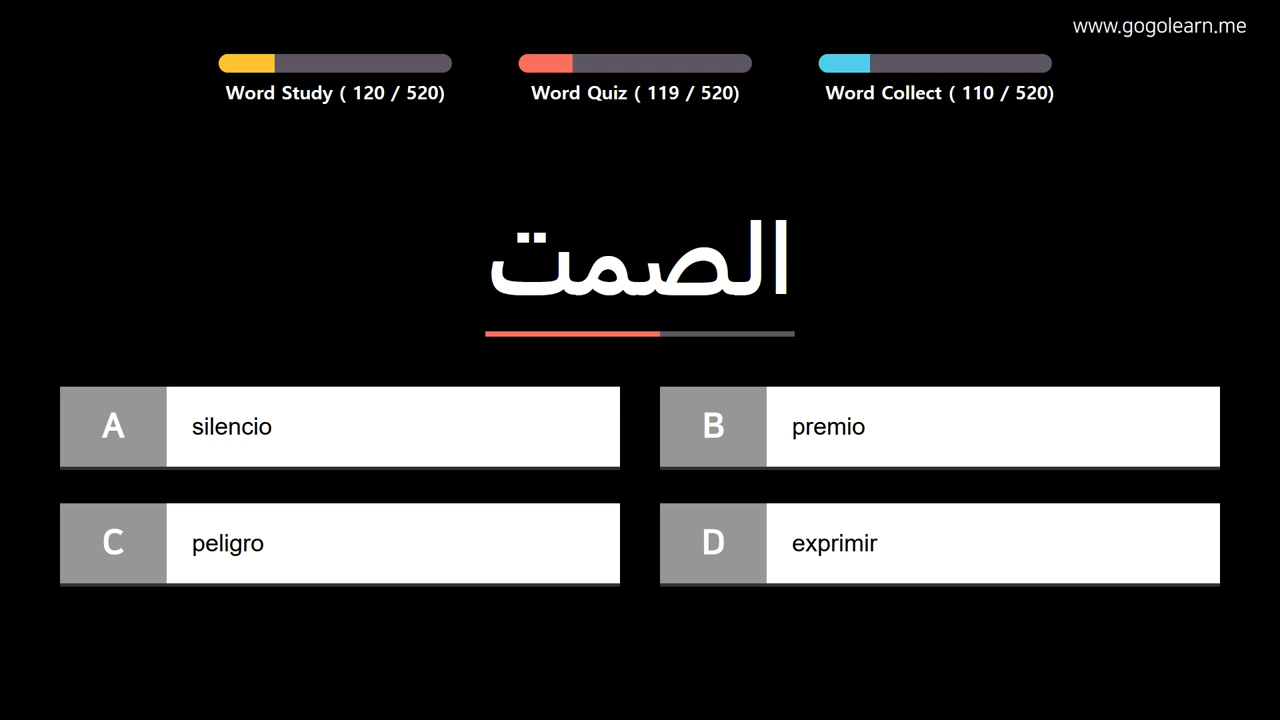 www.gogolearn.me
Word Study ( 120 / 520)
Word Quiz ( 119 / 520)
Word Collect ( 110 / 520)
الصمت
A silencio
B premio
C peligro
D exprimir